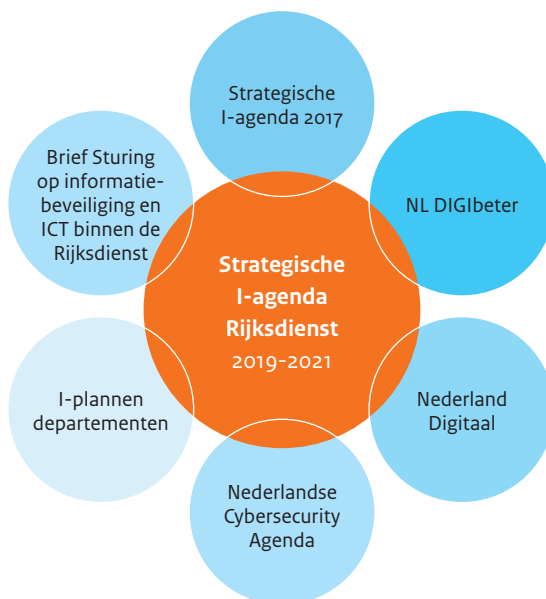 Strategische
I-agenda 2017
Brief Sturing
op informatie-
beveiliging en
ICT binnen de
Rijksdienst
NL DIGIbeter
Strategische
I-agenda
Rijksdienst
2019-2021
I-plannen
departementen
Nederland
Digitaal
Nederlandse
Cybersecurity
Agenda